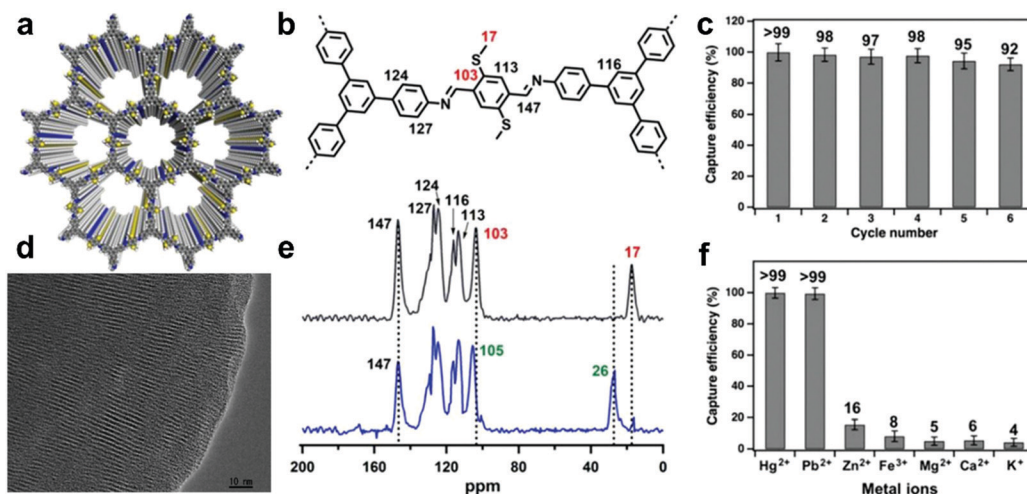 a
b
17
S
113
116
124
103
N
N
147
127
S
c
Capture efficiency (%)
120
100
80
60
40
20
0
>99
98
97
98
95
92
1 2 3 4 5 6
Cycle number
d
10 nm
e
124
147
127
116
113
103
17
147
105
26
200 160 120 80 40 0
ppm
f
Capture efficiency (%)
100
80
60
40
20
0
>99
>99
16
8
5
6
4
Hg²⁺ Pb²⁺ Zn²⁺ Fe³⁺ Mg²⁺ Ca²⁺ K⁺
Metal ions